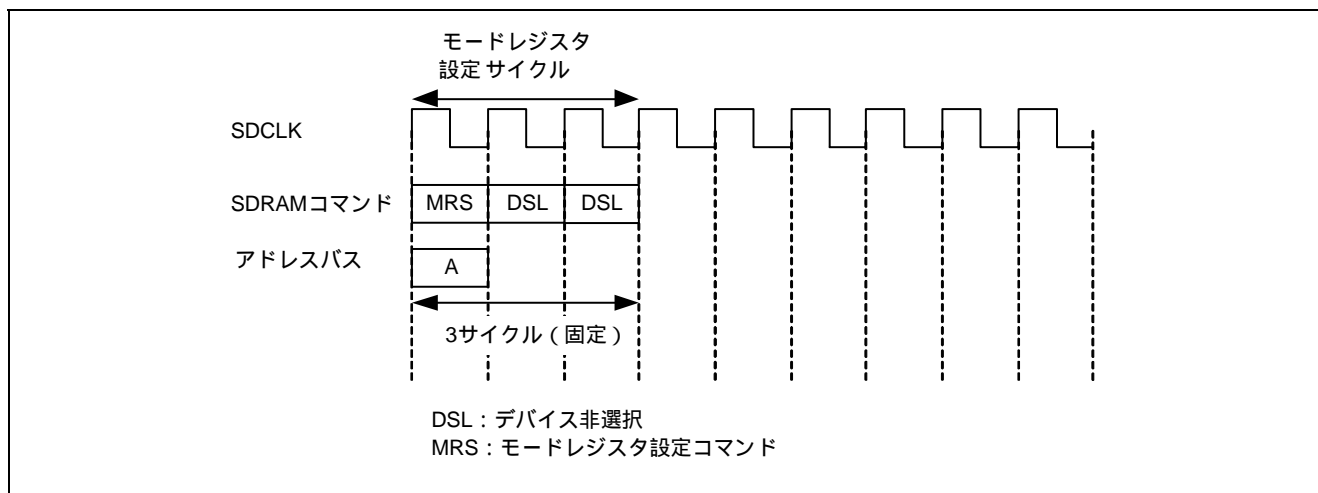 モードレジスタ
設定 サイクル
SDCLK
SDRAMコマンド MRS DSL DSL
アドレスバス A
3サイクル（固定）
DSL：デバイス非選択
MRS：モードレジスタ設定コマンド